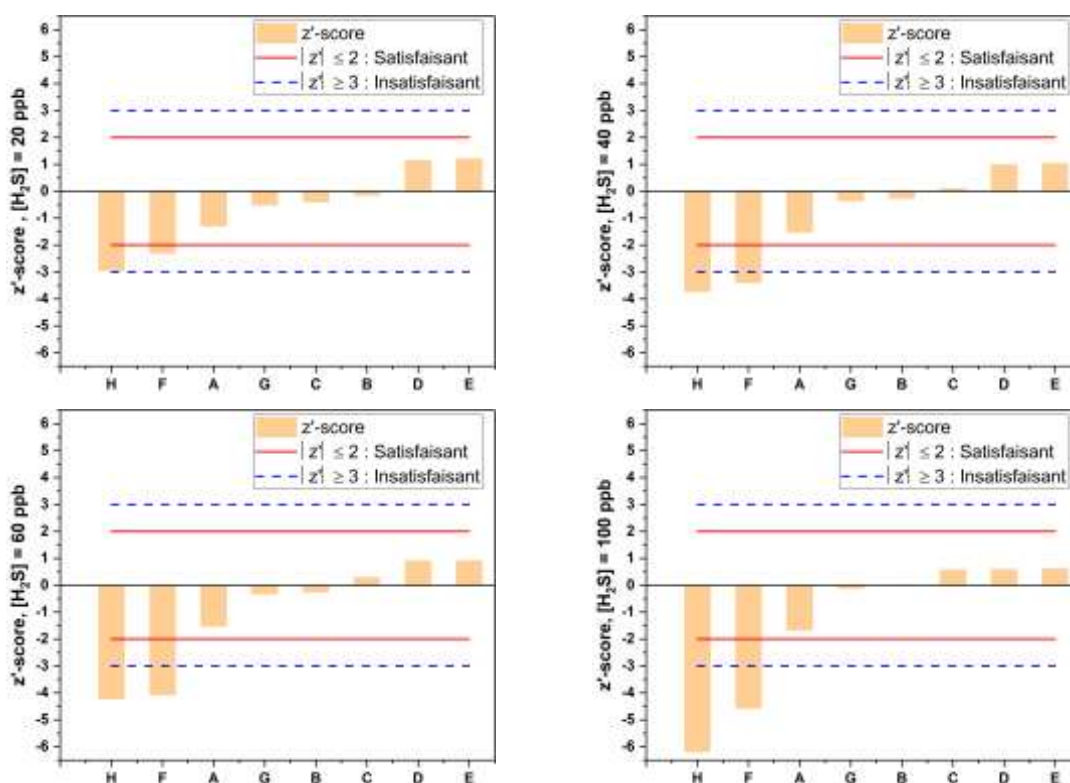 z'-score , [H₂S] = 20 ppb
6
5
4
3
2
1
0
-1
-2
-3
-4
-5
-6
z'-score
|z'| ≤ 2 : Satisfaisant
|z'| ≥ 3 : Insatisfaisant
H F A G C B D E
z'-score, [H₂S] = 40 ppb
6
5
4
3
2
1
0
-1
-2
-3
-4
-5
-6
z'-score
|z'| ≤ 2 : Satisfaisant
|z'| ≥ 3 : Insatisfaisant
H F A G B C D E
z'-score, [H₂S] = 60 ppb
6
5
4
3
2
1
0
-1
-2
-3
-4
-5
-6
z'-score
|z'| ≤ 2 : Satisfaisant
|z'| ≥ 3 : Insatisfaisant
H F A G B C D E
z'-score, [H₂S] = 100 ppb
6
5
4
3
2
1
0
-1
-2
-3
-4
-5
-6
z'-score
|z'| ≤ 2 : Satisfaisant
|z'| ≥ 3 : Insatisfaisant
H F A G B C D E